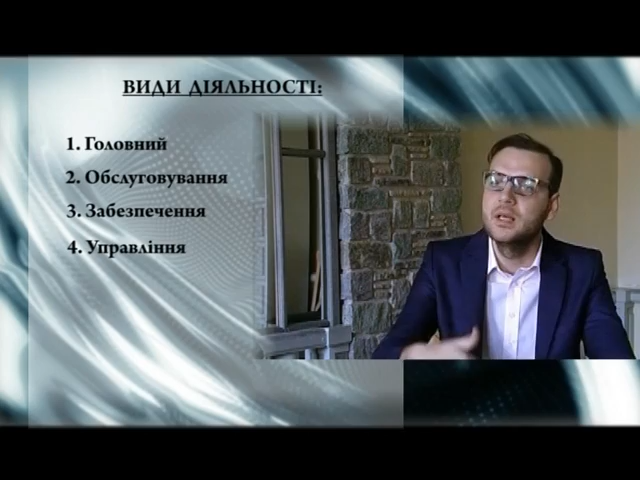 ВИДИ ДІЯЛЬНОСТІ:
1. Головний
2. Обслуговування
3. Забезпечення
4. Управління